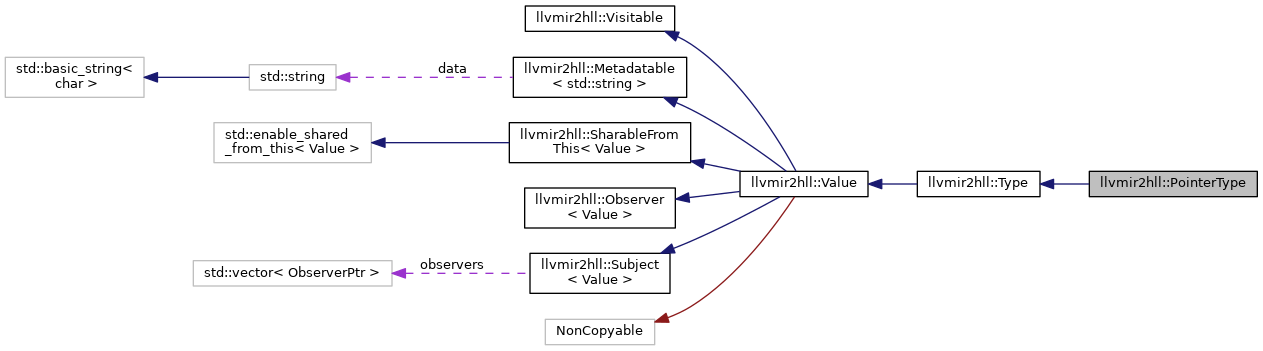 llvmir2hll::Visitable
std::basic_string<
char >
std::string
data
llvmir2hll::Metadatable
< std::string >
std::enable_shared
_from_this< Value >
llvmir2hll::SharableFrom
This< Value >
llvmir2hll::Value
llvmir2hll::Type
llvmir2hll::PointerType
llvmir2hll::Observer
< Value >
std::vector< ObserverPtr >
observers
llvmir2hll::Subject
< Value >
NonCopyable